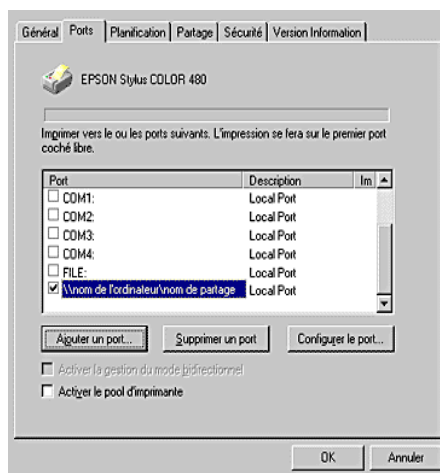 Général Ports Planification Partage Sécurité Version Information
EPSON Stylus COLOR 480
Imprimer vers le ou les ports suivants. L'impression se fera sur le premier port
coché libre.
Port Description Im
COM1: Local Port
COM2: Local Port
COM3: Local Port
COM4: Local Port
FILE: Local Port
\\nom de l'ordinateur\nom de partage Local Port
Ajouter un port... Supprimer un port Configurer le port...
Activer la gestion du mode bidirectionnel
Activer le pool d'imprimante
OK Annuler